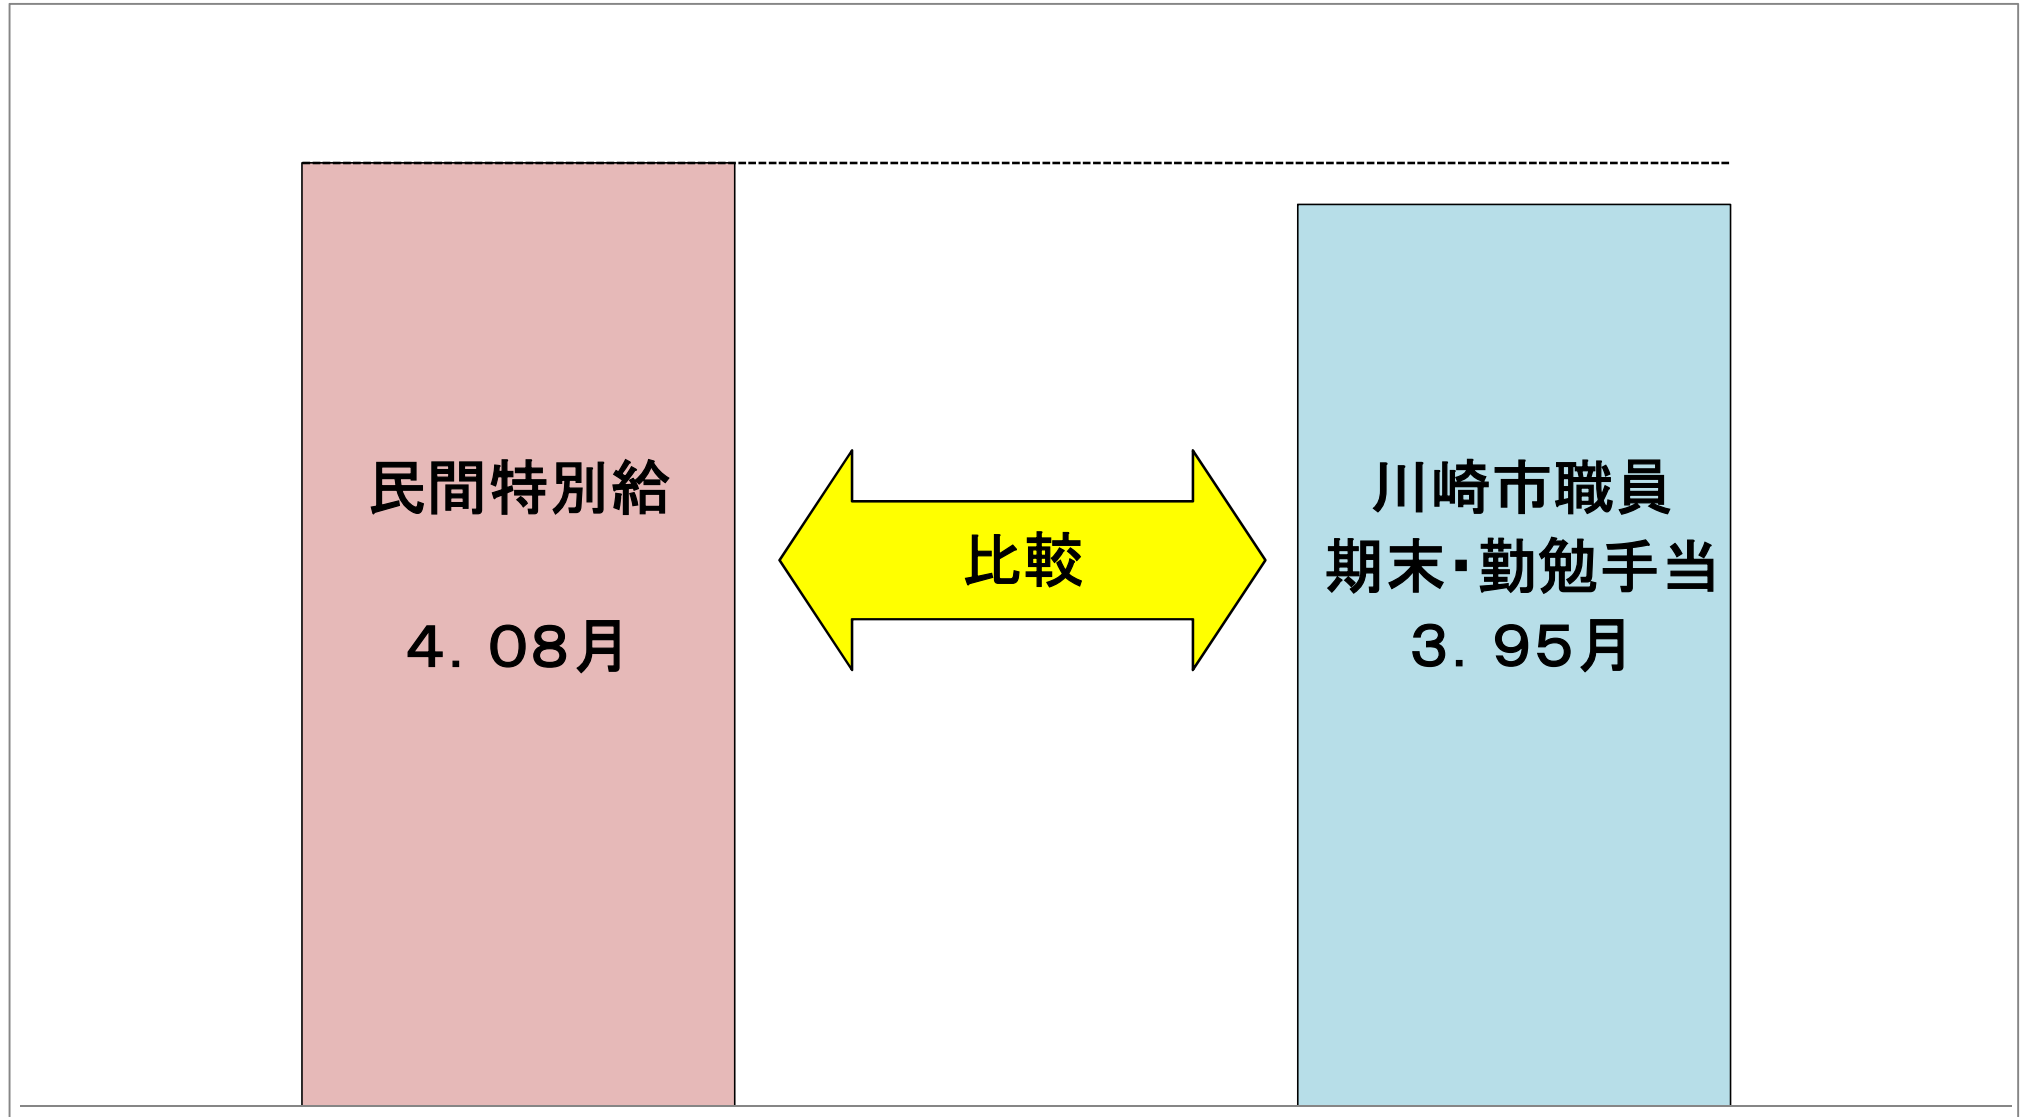 民間特別給
４．０８月
比較
川崎市職員
期末・勤勉手当
３．９５月